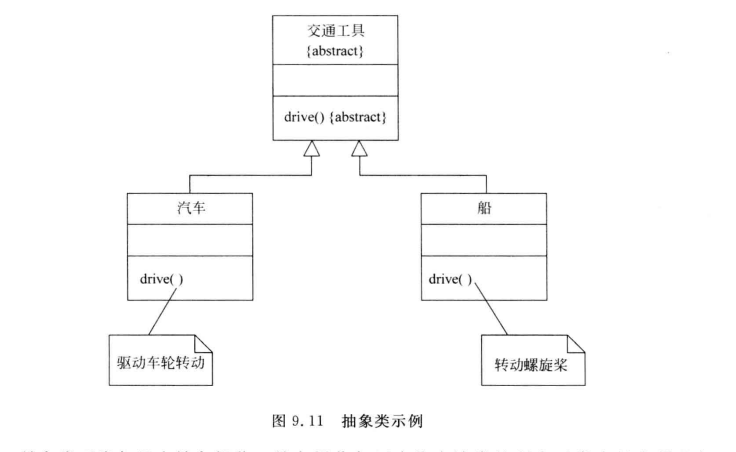 交通工具
{abstract}
drive() {abstract}
汽车
船
drive( )
drive( )
驱动车轮转动
转动螺旋桨
图 9.11 抽象类示例